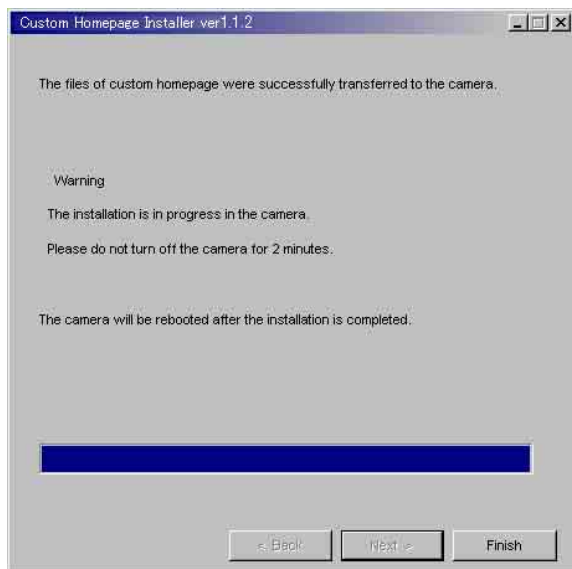 Custom Homepage Installer ver1.1.2
The files of custom homepage were successfully transferred to the camera.
Warning
The installation is in progress in the camera.
Please do not turn off the camera for 2 minutes.
The camera will be rebooted after the installation is completed.
< Back
Next >
Finish